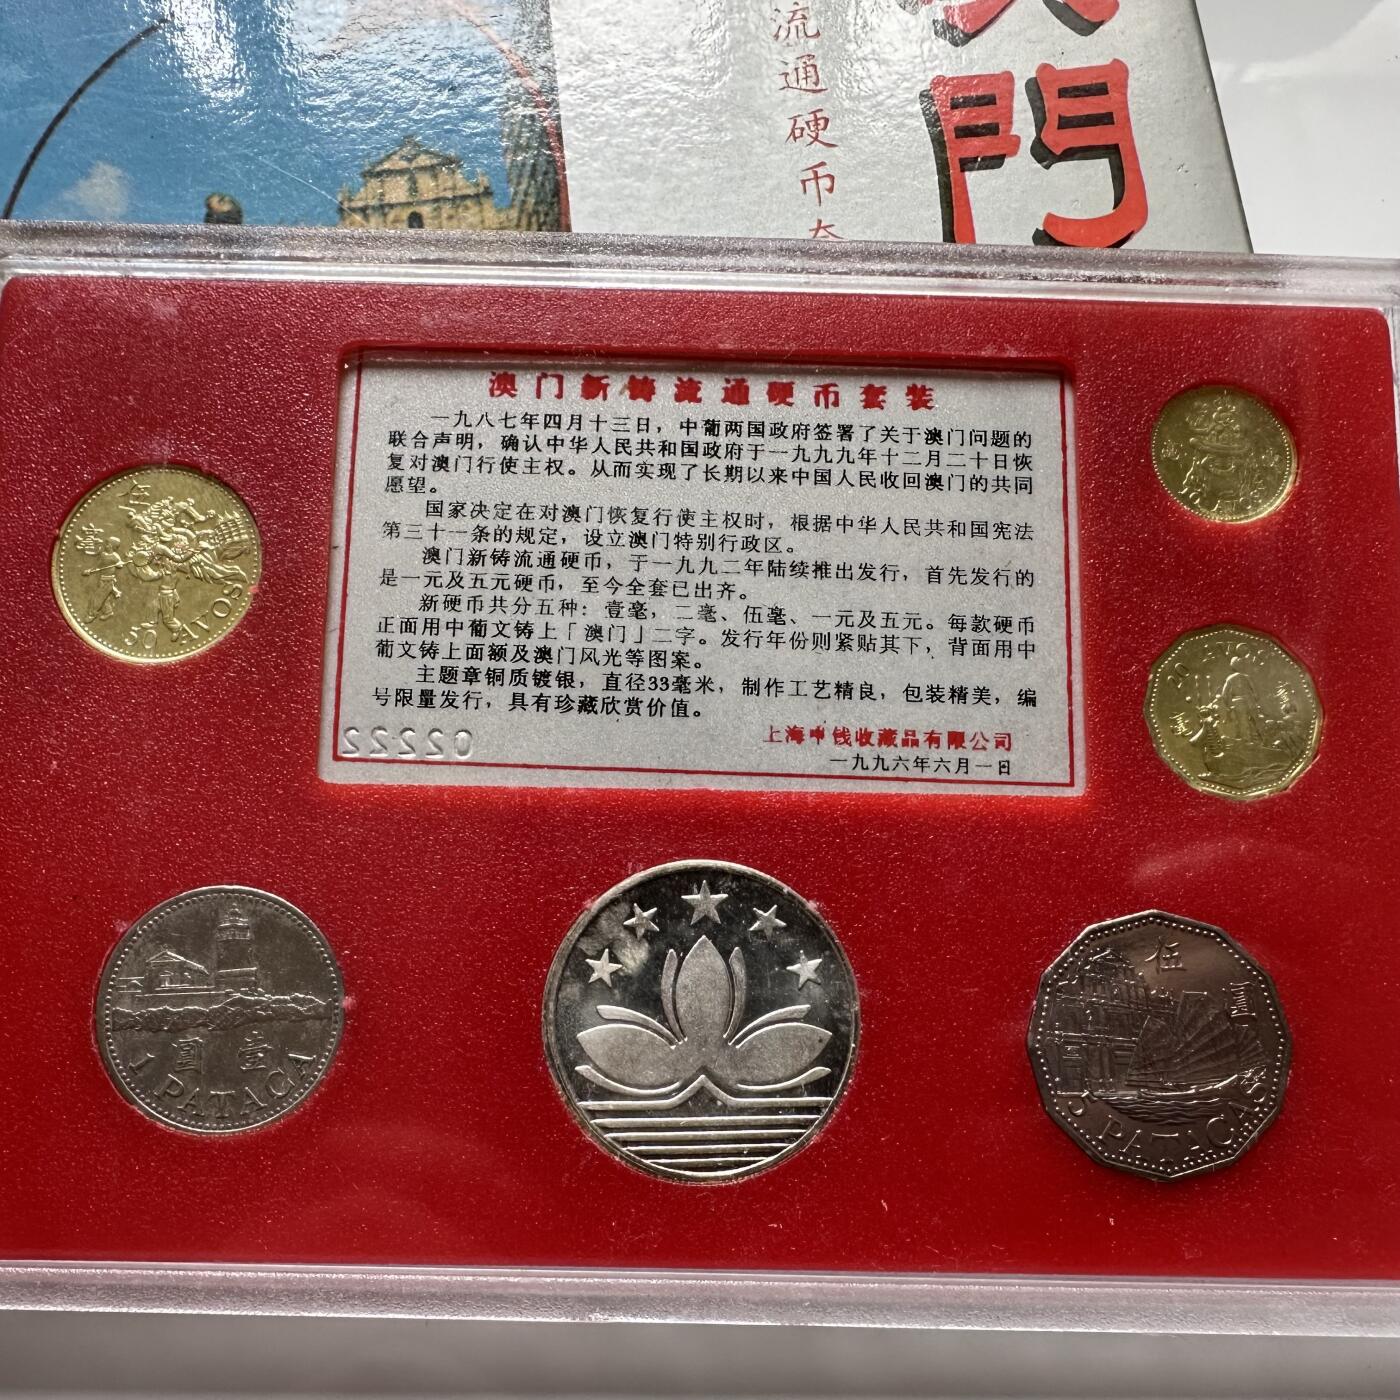 流通硬币
門
澳门新铸流通硬币套装
一九八七年四月十三日，中葡两国政府签署了关于澳门问题的
联合声明，确认中华人民共和国政府于一九九九年十二月二十日恢
复对澳门行使主权。从而实现了长期以来中国人民收回澳门的共同
愿望。
国家决定在对澳门恢复行使主权时，根据中华人民共和国宪法
第三十一条的规定，设立澳门特别行政区。
澳门新铸流通硬币，于一九九二年陆续推出发行，首先发行的
是一元及五元硬币，至今全套已出齐。
新硬币共分五种：壹毫，二毫、伍毫、一元及五元。每款硬币
正面用中葡文铸上「澳门」二字。发行年份则紧贴其下，背面用中
葡文铸上面额及澳门风光等图案。
主题章铜质镀银，直径33毫米，制作工艺精良，包装精美，编
号限量发行，具有珍藏欣赏价值。
上海申钱收藏品有限公司
一九九六年六月一日
02222
伍毫
50 AVOS
20 AVOS
壹圓
1 PATACA
伍圓
5 PATACAS